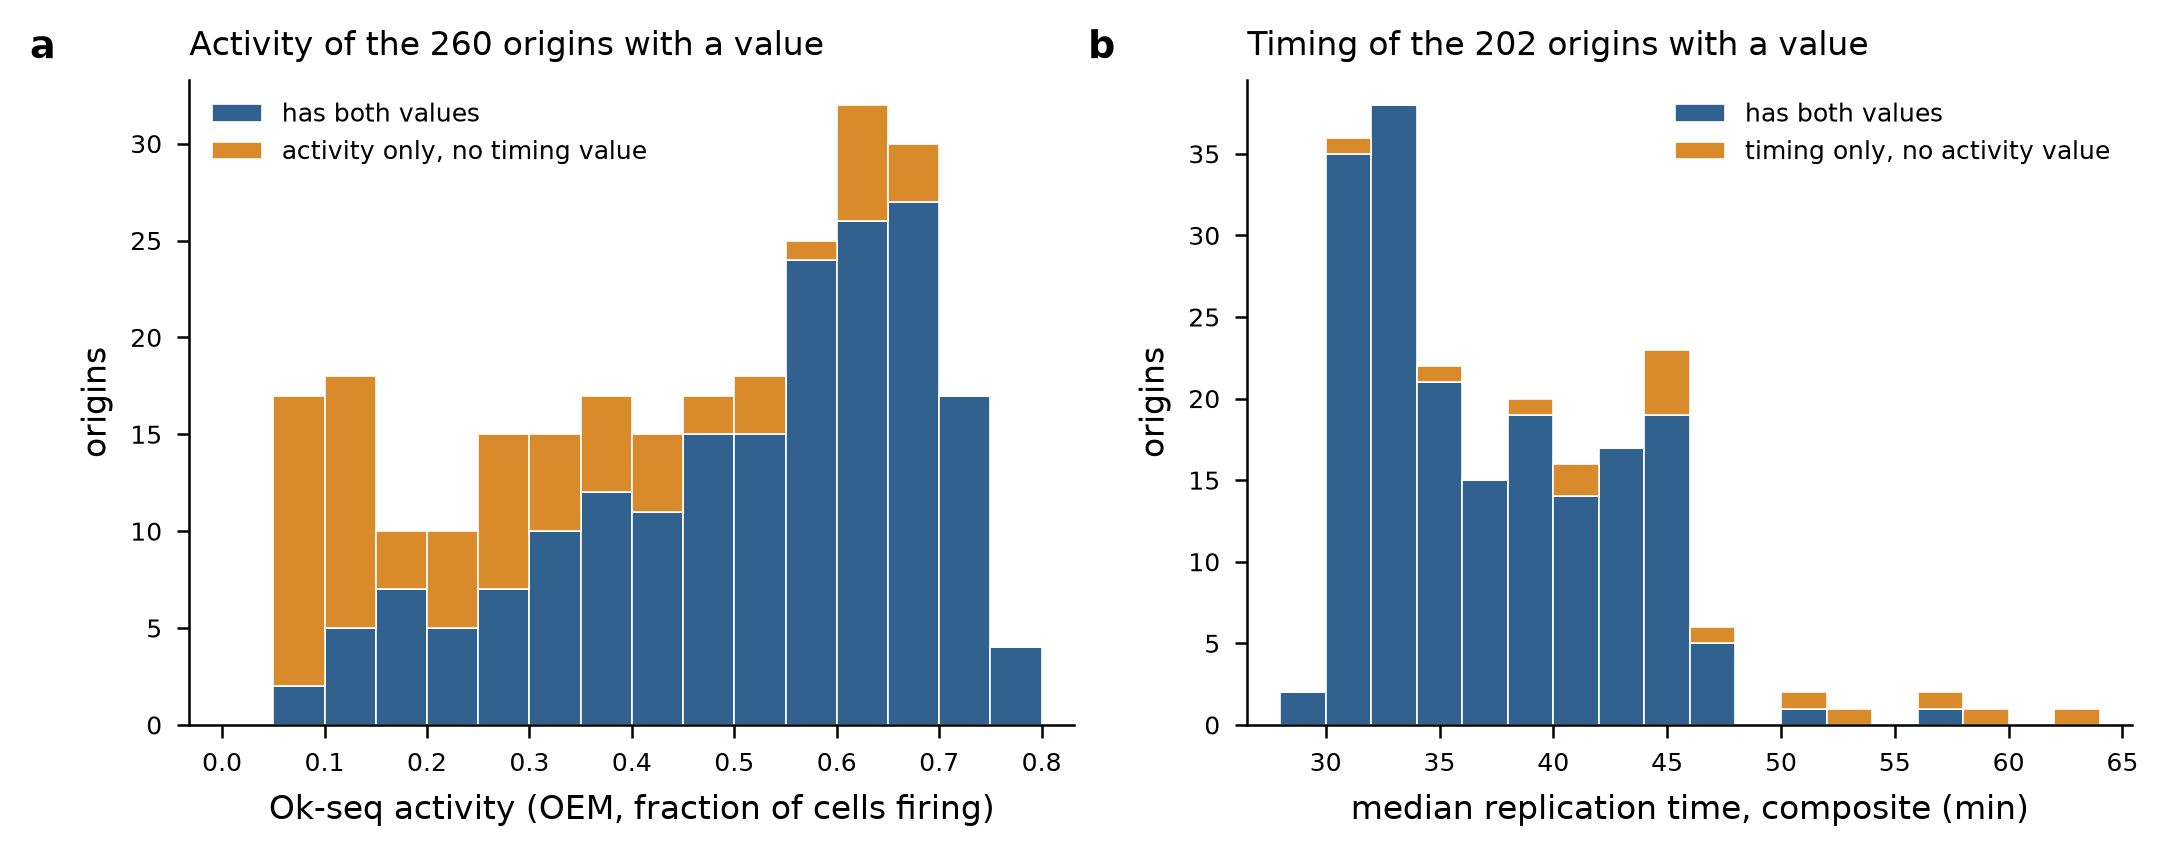 a
Activity of the 260 origins with a value
has both values
activity only, no timing value
origins
30
25
20
15
10
5
0
0.0 0.1 0.2 0.3 0.4 0.5 0.6 0.7 0.8
Ok-seq activity (OEM, fraction of cells firing)
b
Timing of the 202 origins with a value
has both values
timing only, no activity value
origins
35
30
25
20
15
10
5
0
30 35 40 45 50 55 60 65
median replication time, composite (min)